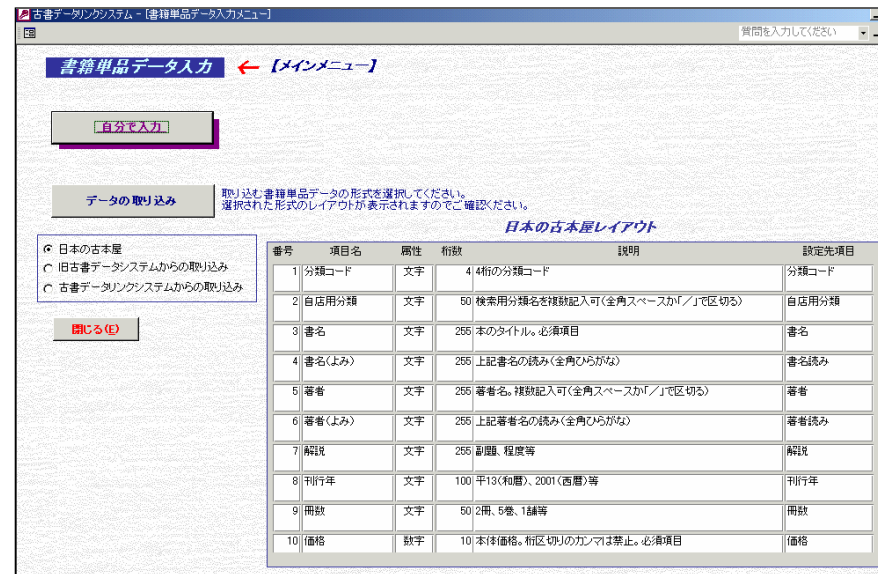 古書データリンクシステム - [書籍単品データ入力メニュー]
質問を入力してください
書籍単品データ入力 ← 【メインメニュー】
自分で入力
データの取り込み
取り込む書籍単品データの形式を選択してください。
選択された形式のレイアウトが表示されますのでご確認ください。
日本の古本屋レイアウト
日本の古本屋
旧古書データシステムからの取り込み
古書データリンクシステムからの取り込み
閉じる(E)
番号 項目名 属性 桁数 説明 設定先項目
1 分類コード 文字 4 4桁の分類コード 分類コード
2 自店用分類 文字 50 検索用分類名を複数記入可(全角スペースか「/」で区切る) 自店用分類
3 書名 文字 255 本のタイトル。必須項目 書名
4 書名(よみ) 文字 255 上記書名の読み(全角ひらがな) 書名読み
5 著者 文字 255 著者名。複数記入可(全角スペースか「/」で区切る) 著者
6 著者(よみ) 文字 255 上記著者名の読み(全角ひらがな) 著者読み
7 解説 文字 255 副題、程度等 解説
8 刊行年 文字 100 平13(和暦)、2001(西暦)等 刊行年
9 冊数 文字 50 2冊、5巻、1舗等 冊数
10 価格 数字 10 本体価格。桁区切りのカンマは禁止。必須項目 価格